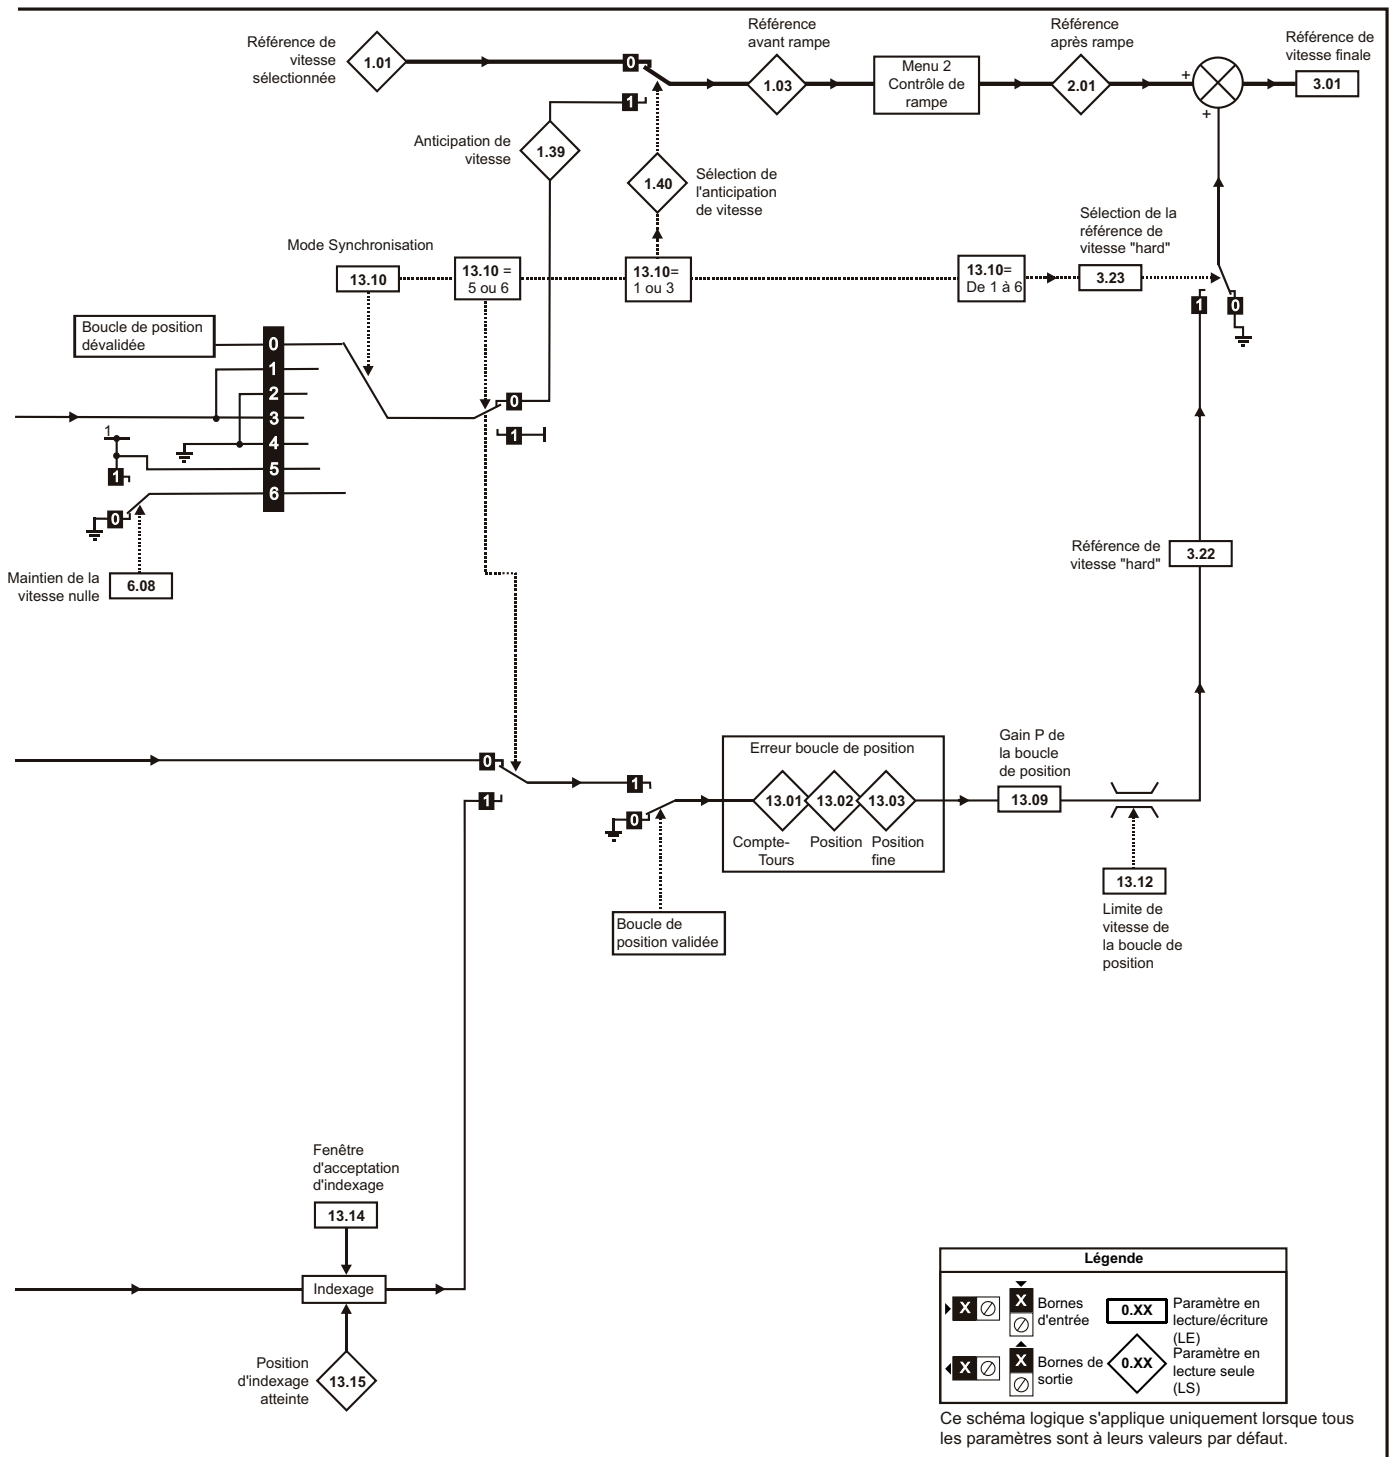 Référence de
vitesse
sélectionnée
1.01
0
1
Référence
avant rampe
1.03
Menu 2
Contrôle de
rampe
Référence
après rampe
2.01
+
+
Référence de
vitesse finale
3.01
Anticipation de
vitesse
1.39
1.40
Sélection de
l'anticipation
de vitesse
Mode Synchronisation
13.10
13.10 =
5 ou 6
13.10=
1 ou 3
13.10=
De 1 à 6
Sélection de la
référence de
vitesse "hard"
3.23
1
0
Boucle de position
dévalidée
0
1
2
3
4
5
6
1
1
0
0
1
Maintien de la
vitesse nulle
6.08
Référence de
vitesse "hard"
3.22
0
1
1
0
Boucle de
position validée
Erreur boucle de position
13.01
13.02
13.03
Compte-
Tours
Position
Position
fine
Gain P de
la boucle
de position
13.09
13.12
Limite de
vitesse de
la boucle de
position
Fenêtre
d'acceptation
d'indexage
13.14
Indexage
Position
d'indexage
atteinte
13.15
Légende
X
X
Bornes
d'entrée
0.XX
Paramètre en
lecture/écriture
(LE)
X
X
Bornes de
sortie
0.XX
Paramètre en
lecture seule
(LS)
Ce schéma logique s'applique uniquement lorsque tous
les paramètres sont à leurs valeurs par défaut.